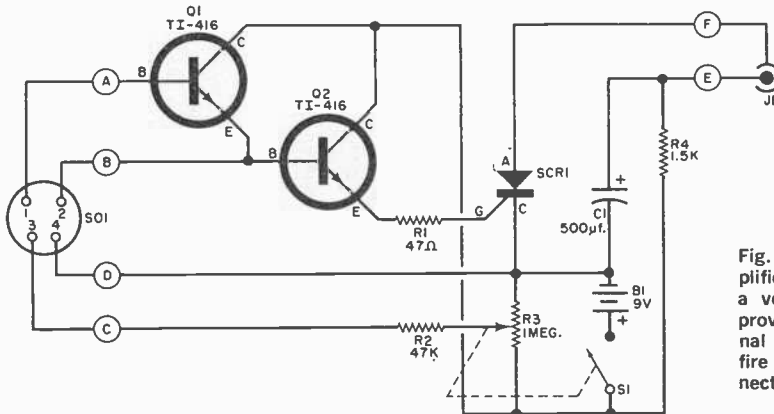 Q1
TI-416
C
B
E
A
Q2
TI-416
C
B
E
B
F
E
J1
R4
1.5K
A
SCR1
G
C
+
C1
500µf.
R1
47Ω
1
2
3
4
SO1
D
C
R2
47K
R3
1MEG.
B1
9V
+
S1
Fig.
plific
a ve
prov
nal
fire
nect